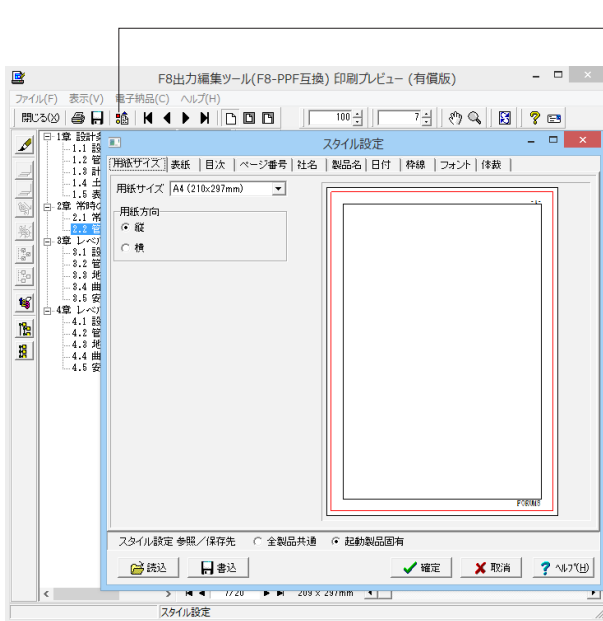 F8出力編集ツール(F8-PPF互換) 印刷プレビュー (有償版)
ファイル(F) 表示(V) 電子納品(C) ヘルプ(H)
閉じる(X) 100 7
1章 設計条
1.1 設
1.2 管
1.3 計
1.4 土
1.5 表
2章 常時の
2.1 常
2.2 管
3章 レベル
3.1 設
3.2 管
3.3 地
3.4 曲
3.5 安
4章 レベル
4.1 設
4.2 管
4.3 地
4.4 曲
4.5 安
スタイル設定
用紙サイズ 表紙 目次 ページ番号 社名 製品名 日付 枠線 フォント 体裁
用紙サイズ A4 (210x297mm)
用紙方向
縦
横
FORUM8
スタイル設定 参照/保存先 全製品共通 起動製品固有
読込 書込 確定 取消 ヘルプ(H)
7/20 209 x 297mm
スタイル設定